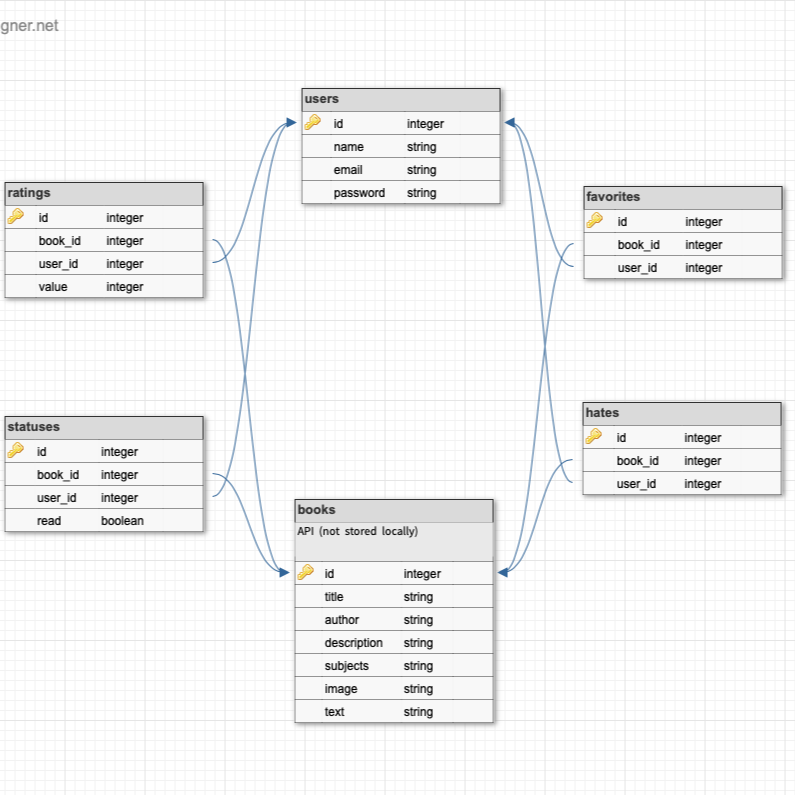 gner.net
users
id integer
name string
email string
password string
ratings
id integer
book_id integer
user_id integer
value integer
favorites
id integer
book_id integer
user_id integer
statuses
id integer
book_id integer
user_id integer
read boolean
hates
id integer
book_id integer
user_id integer
books
API (not stored locally)
id integer
title string
author string
description string
subjects string
image string
text string